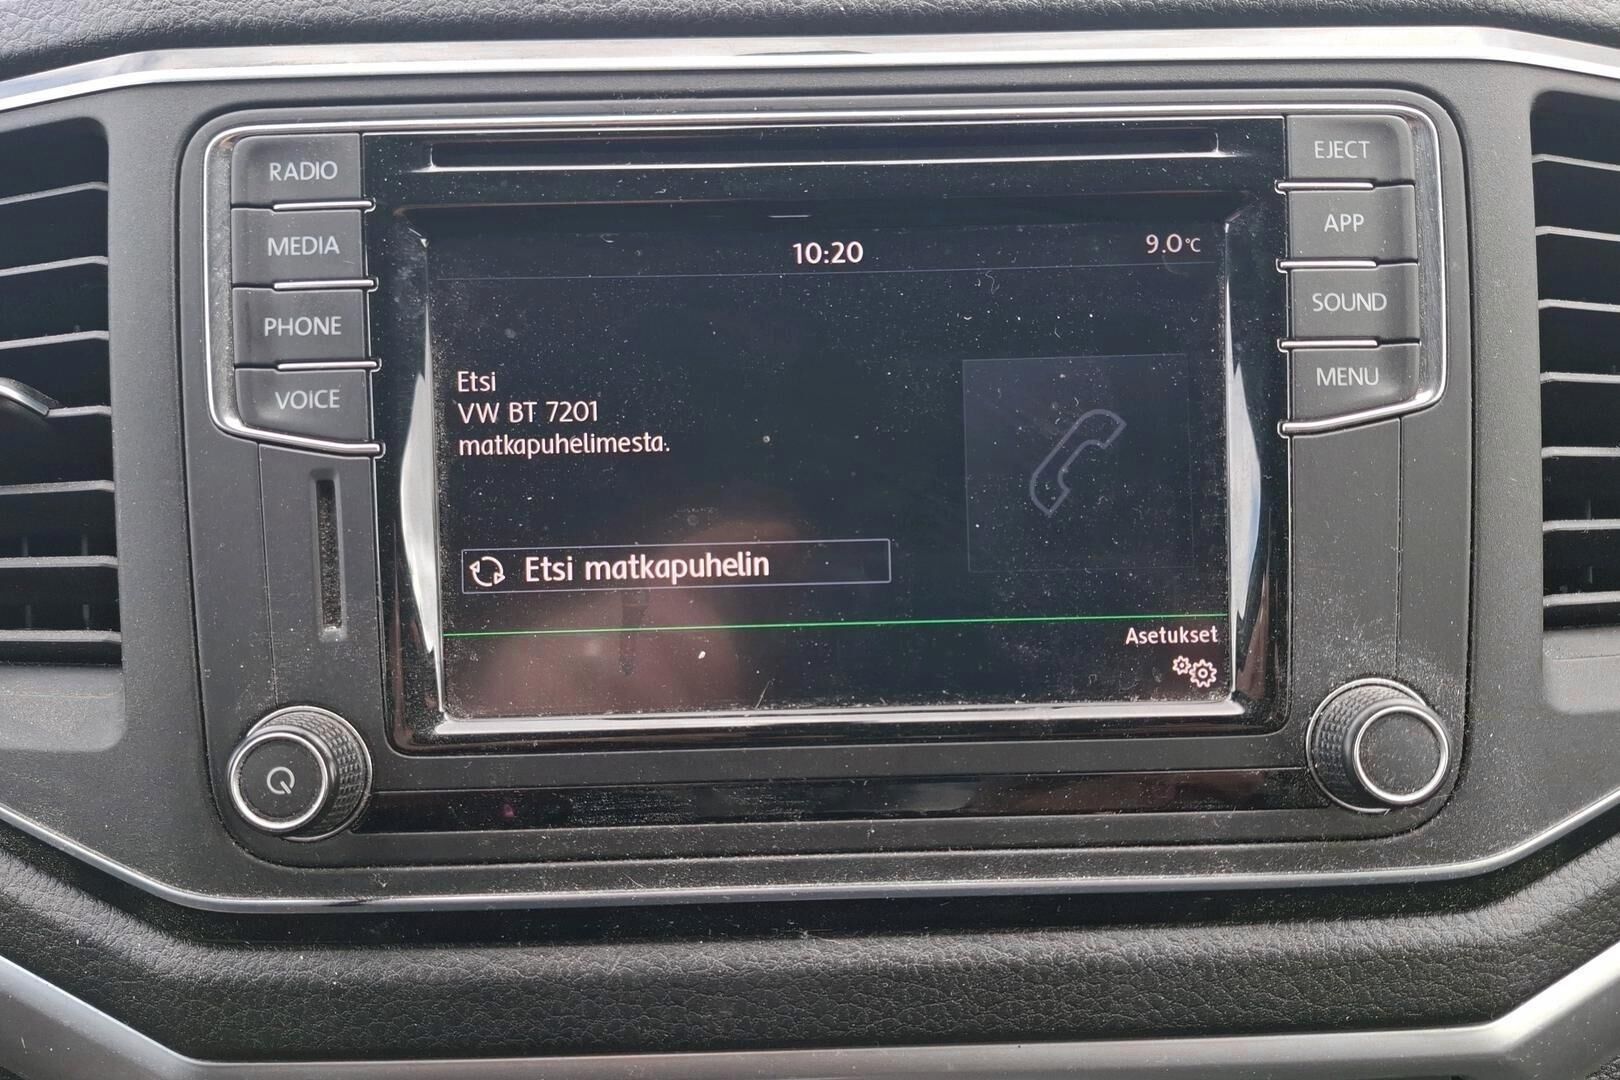 RADIO
MEDIA
PHONE
VOICE
EJECT
APP
SOUND
MENU
10:20
9.0°C
Etsi
VW BT 7201
matkapuhelimesta.
Etsi matkapuhelin
Asetukset